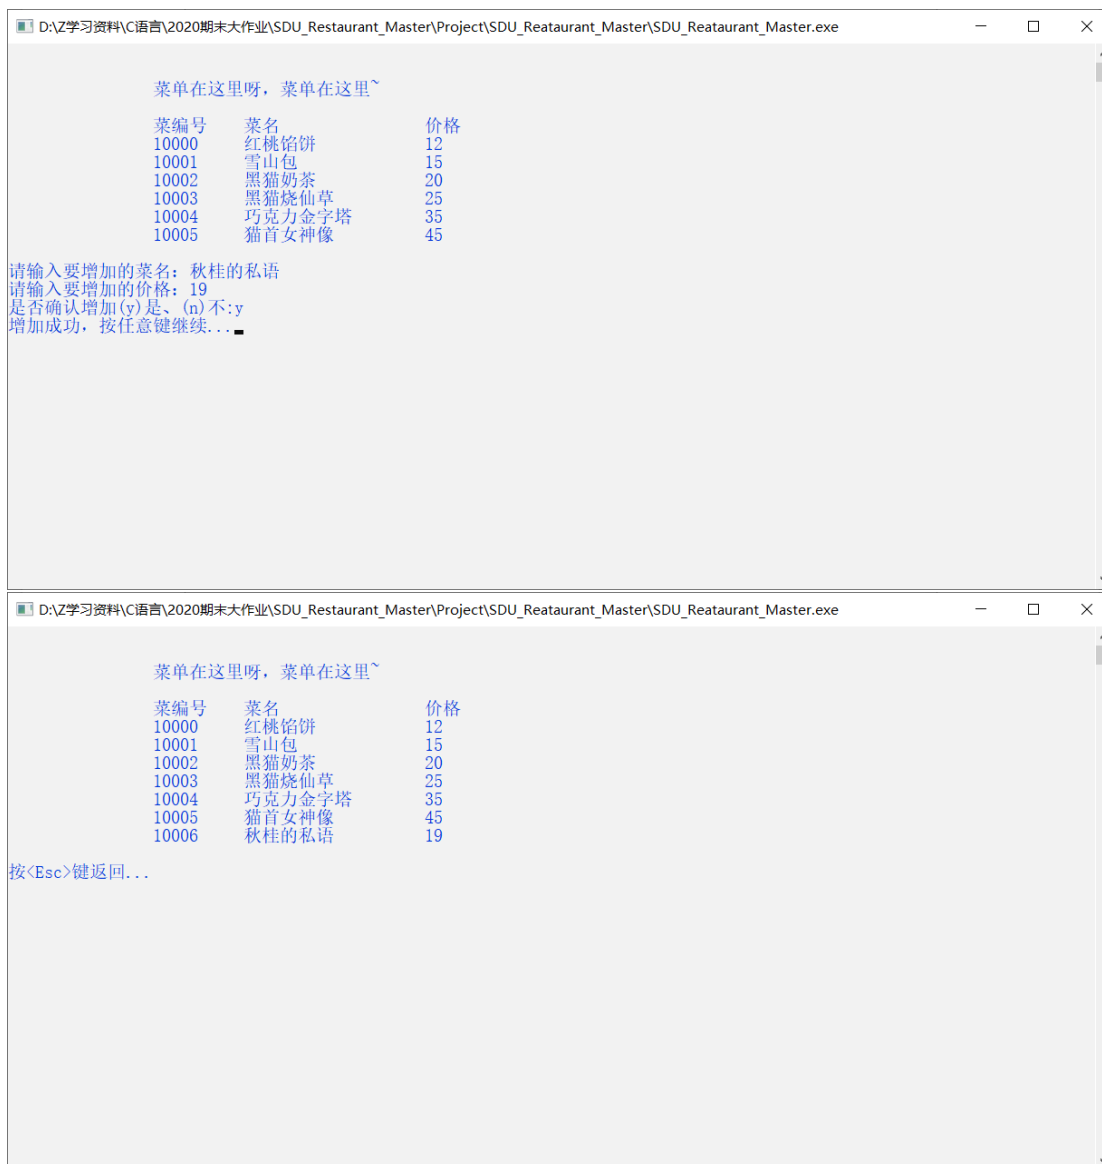 D:\Z学习资料\C语言\2020期末大作业\SDU_Restaurant_Master\Project\SDU_Reataurant_Master\SDU_Reataurant_Master.exe
菜单在这里呀，菜单在这里~
菜编号 菜名 价格
10000 红桃馅饼 12
10001 雪山包 15
10002 黑猫奶茶 20
10003 黑猫烧仙草 25
10004 巧克力金字塔 35
10005 猫首女神像 45
请输入要增加的菜名：秋桂的私语
请输入要增加的价格：19
是否确认增加(y)是、(n)不:y
增加成功，按任意键继续...
D:\Z学习资料\C语言\2020期末大作业\SDU_Restaurant_Master\Project\SDU_Reataurant_Master\SDU_Reataurant_Master.exe
菜单在这里呀，菜单在这里~
菜编号 菜名 价格
10000 红桃馅饼 12
10001 雪山包 15
10002 黑猫奶茶 20
10003 黑猫烧仙草 25
10004 巧克力金字塔 35
10005 猫首女神像 45
10006 秋桂的私语 19
按<Esc>键返回...